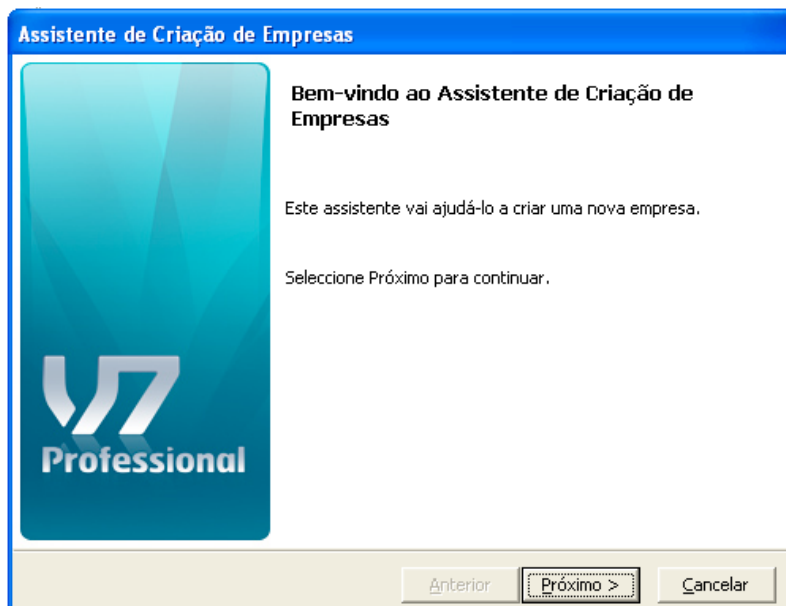 Assistente de Criação de Empresas
Bem-vindo ao Assistente de Criação de
Empresas
Este assistente vai ajudá-lo a criar uma nova empresa.
Seleccione Próximo para continuar.
V7
Professional
Anterior
Próximo >
Cancelar